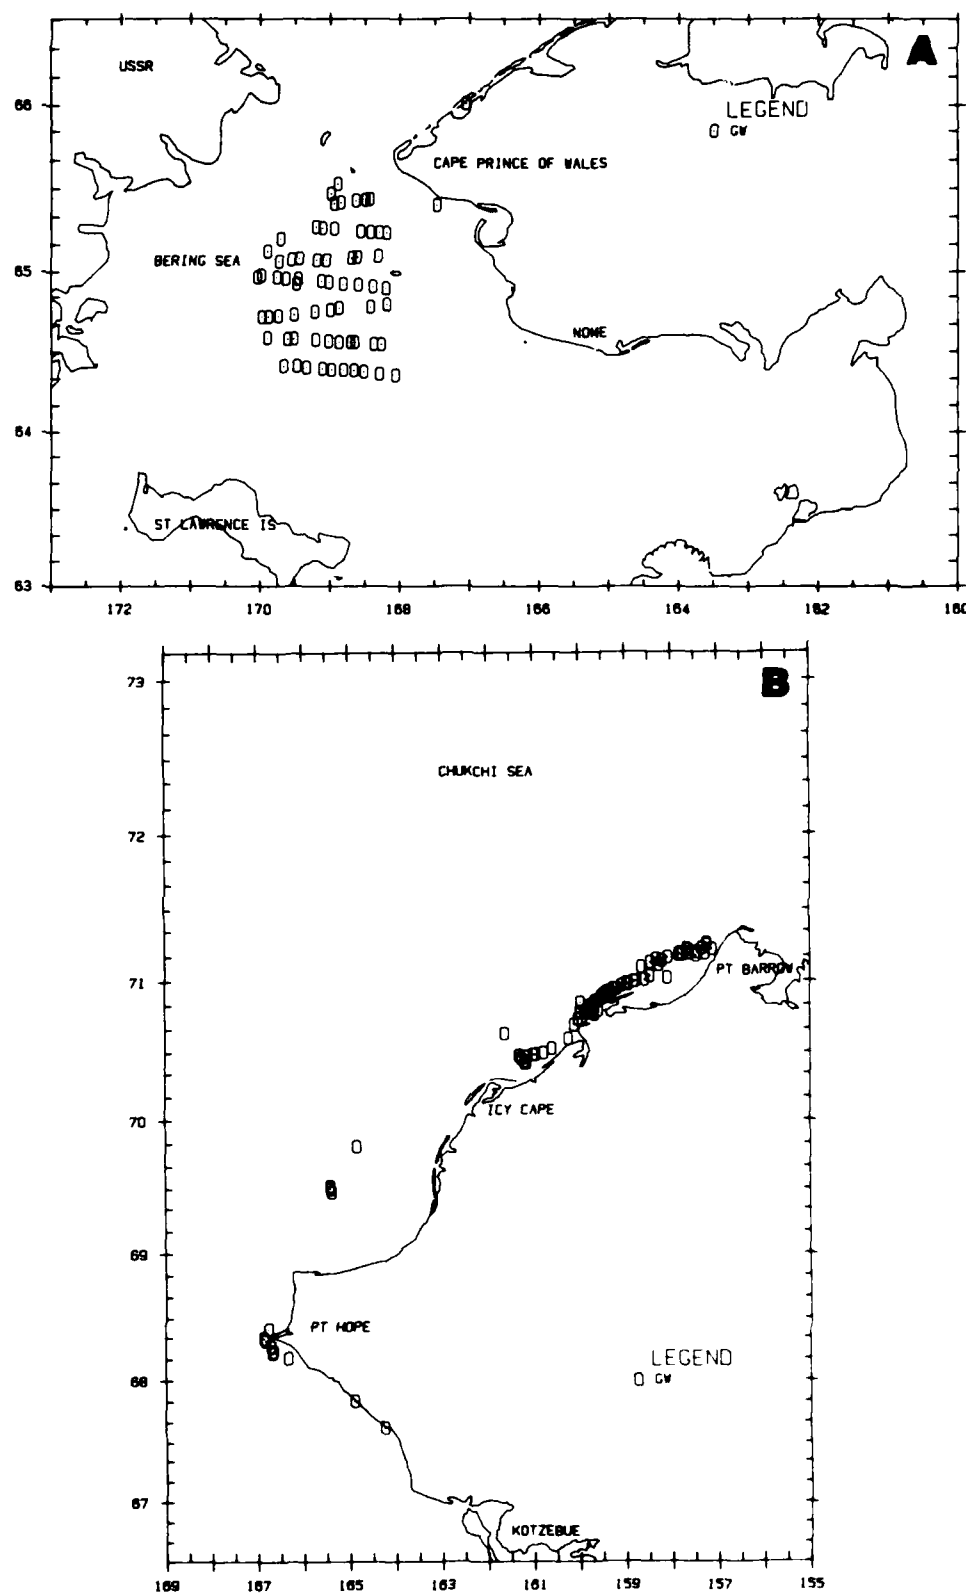 A
USSR
66
LEGEND
GW
CAPE PRINCE OF WALES
BERING SEA
65
NOME
64
ST LAWRENCE IS
63
172 170 168 166 164 162 160
B
73
CHUKCHI SEA
72
PT BARROW
71
ICY CAPE
70
69
PT HOPE
LEGEND
GW
68
67
KOTZEBUE
169 167 165 163 161 159 157 155